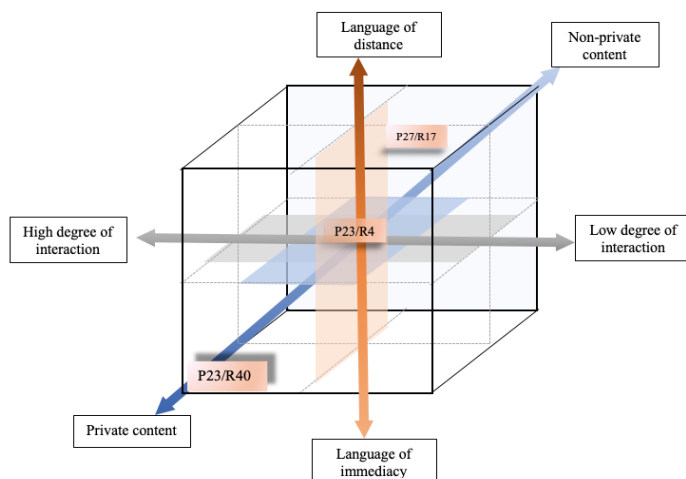 Language of
distance
Non-private
content
P27/R17
High degree of
interaction
P23/R4
Low degree of
interaction
P23/R40
Private content
Language of
immediacy